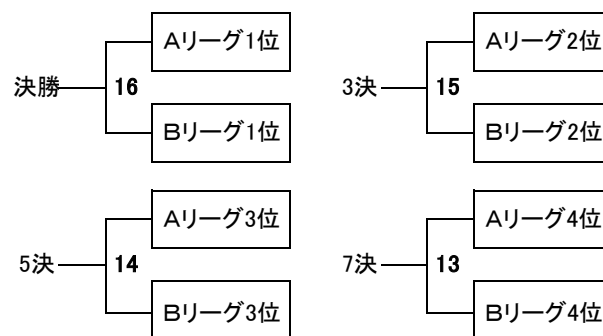 Aリーグ1位
決勝 16
Bリーグ1位
Aリーグ2位
3決 15
Bリーグ2位
Aリーグ3位
5決 14
Bリーグ3位
Aリーグ4位
7決 13
Bリーグ4位